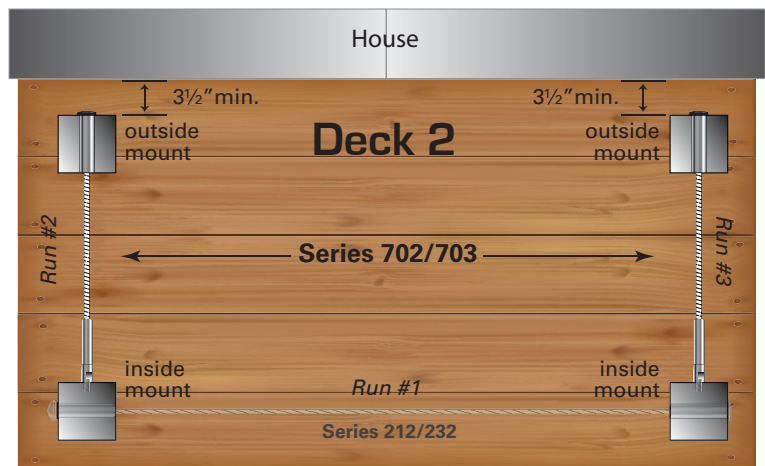 House
3½” min.
3½” min.
outside
mount
Deck 2
outside
mount
Run #2
Series 702/703
Run #3
inside
mount
Run #1
inside
mount
Series 212/232